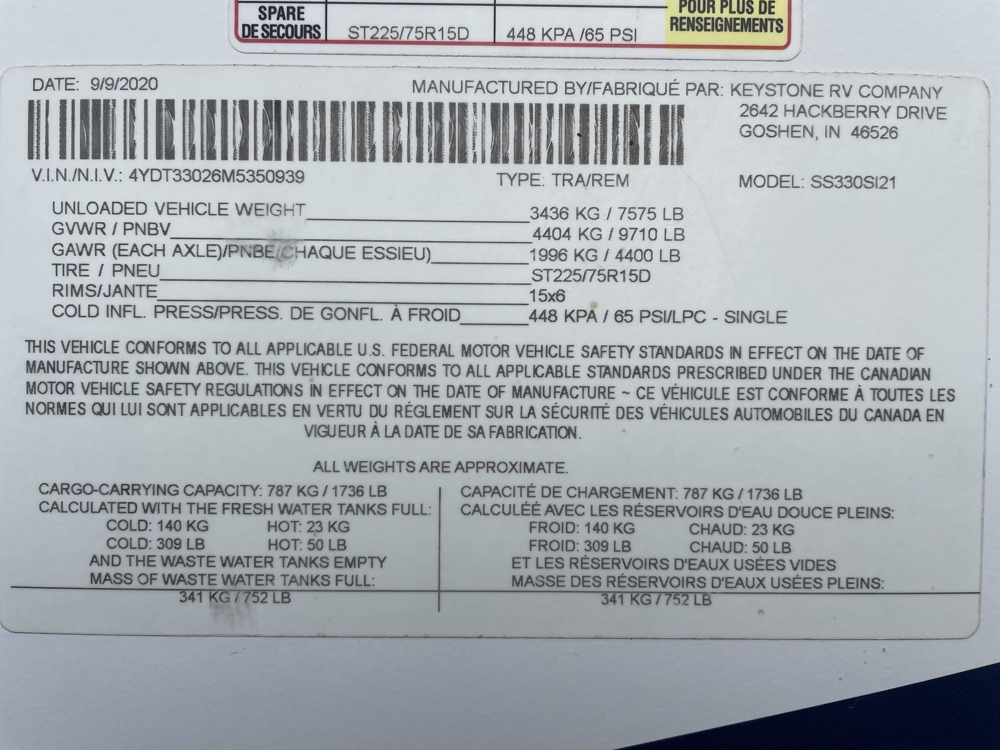 SPARE
DE SECOURS
ST225/75R15D
448 KPA /65 PSI
POUR PLUS DE
RENSEIGNEMENTS
DATE: 9/9/2020
MANUFACTURED BY/FABRIQUÉ PAR: KEYSTONE RV COMPANY
2642 HACKBERRY DRIVE
GOSHEN, IN 46526
V.I.N./N.I.V.: 4YDT33026M5350939
TYPE: TRA/REM
MODEL: SS330SI21
UNLOADED VEHICLE WEIGHT 3436 KG / 7575 LB
GVWR / PNBV 4404 KG / 9710 LB
GAWR (EACH AXLE)/PNBE(CHAQUE ESSIEU) 1996 KG / 4400 LB
TIRE / PNEU ST225/75R15D
RIMS/JANTE 15x6
COLD INFL. PRESS/PRESS. DE GONFL. À FROID 448 KPA / 65 PSI/LPC - SINGLE
THIS VEHICLE CONFORMS TO ALL APPLICABLE U.S. FEDERAL MOTOR VEHICLE SAFETY STANDARDS IN EFFECT ON THE DATE OF
MANUFACTURE SHOWN ABOVE. THIS VEHICLE CONFORMS TO ALL APPLICABLE STANDARDS PRESCRIBED UNDER THE CANADIAN
MOTOR VEHICLE SAFETY REGULATIONS IN EFFECT ON THE DATE OF MANUFACTURE ~ CE VÉHICULE EST CONFORME À TOUTES LES
NORMES QUI LUI SONT APPLICABLES EN VERTU DU RÉGLEMENT SUR LA SÉCURITÉ DES VÉHICULES AUTOMOBILES DU CANADA EN
VIGUEUR À LA DATE DE SA FABRICATION.
ALL WEIGHTS ARE APPROXIMATE.
CARGO-CARRYING CAPACITY: 787 KG / 1736 LB
CALCULATED WITH THE FRESH WATER TANKS FULL:
COLD: 140 KG HOT: 23 KG
COLD: 309 LB HOT: 50 LB
AND THE WASTE WATER TANKS EMPTY
MASS OF WASTE WATER TANKS FULL:
341 KG / 752 LB
CAPACITÉ DE CHARGEMENT: 787 KG / 1736 LB
CALCULÉÉ AVEC LES RÉSERVOIRS D'EAU DOUCE PLEINS:
FROID: 140 KG CHAUD: 23 KG
FROID: 309 LB CHAUD: 50 LB
ET LES RÉSERVOIRS D'EAUX USÉES VIDES
MASSE DES RÉSERVOIRS D'EAUX USÉES PLEINS:
341 KG / 752 LB